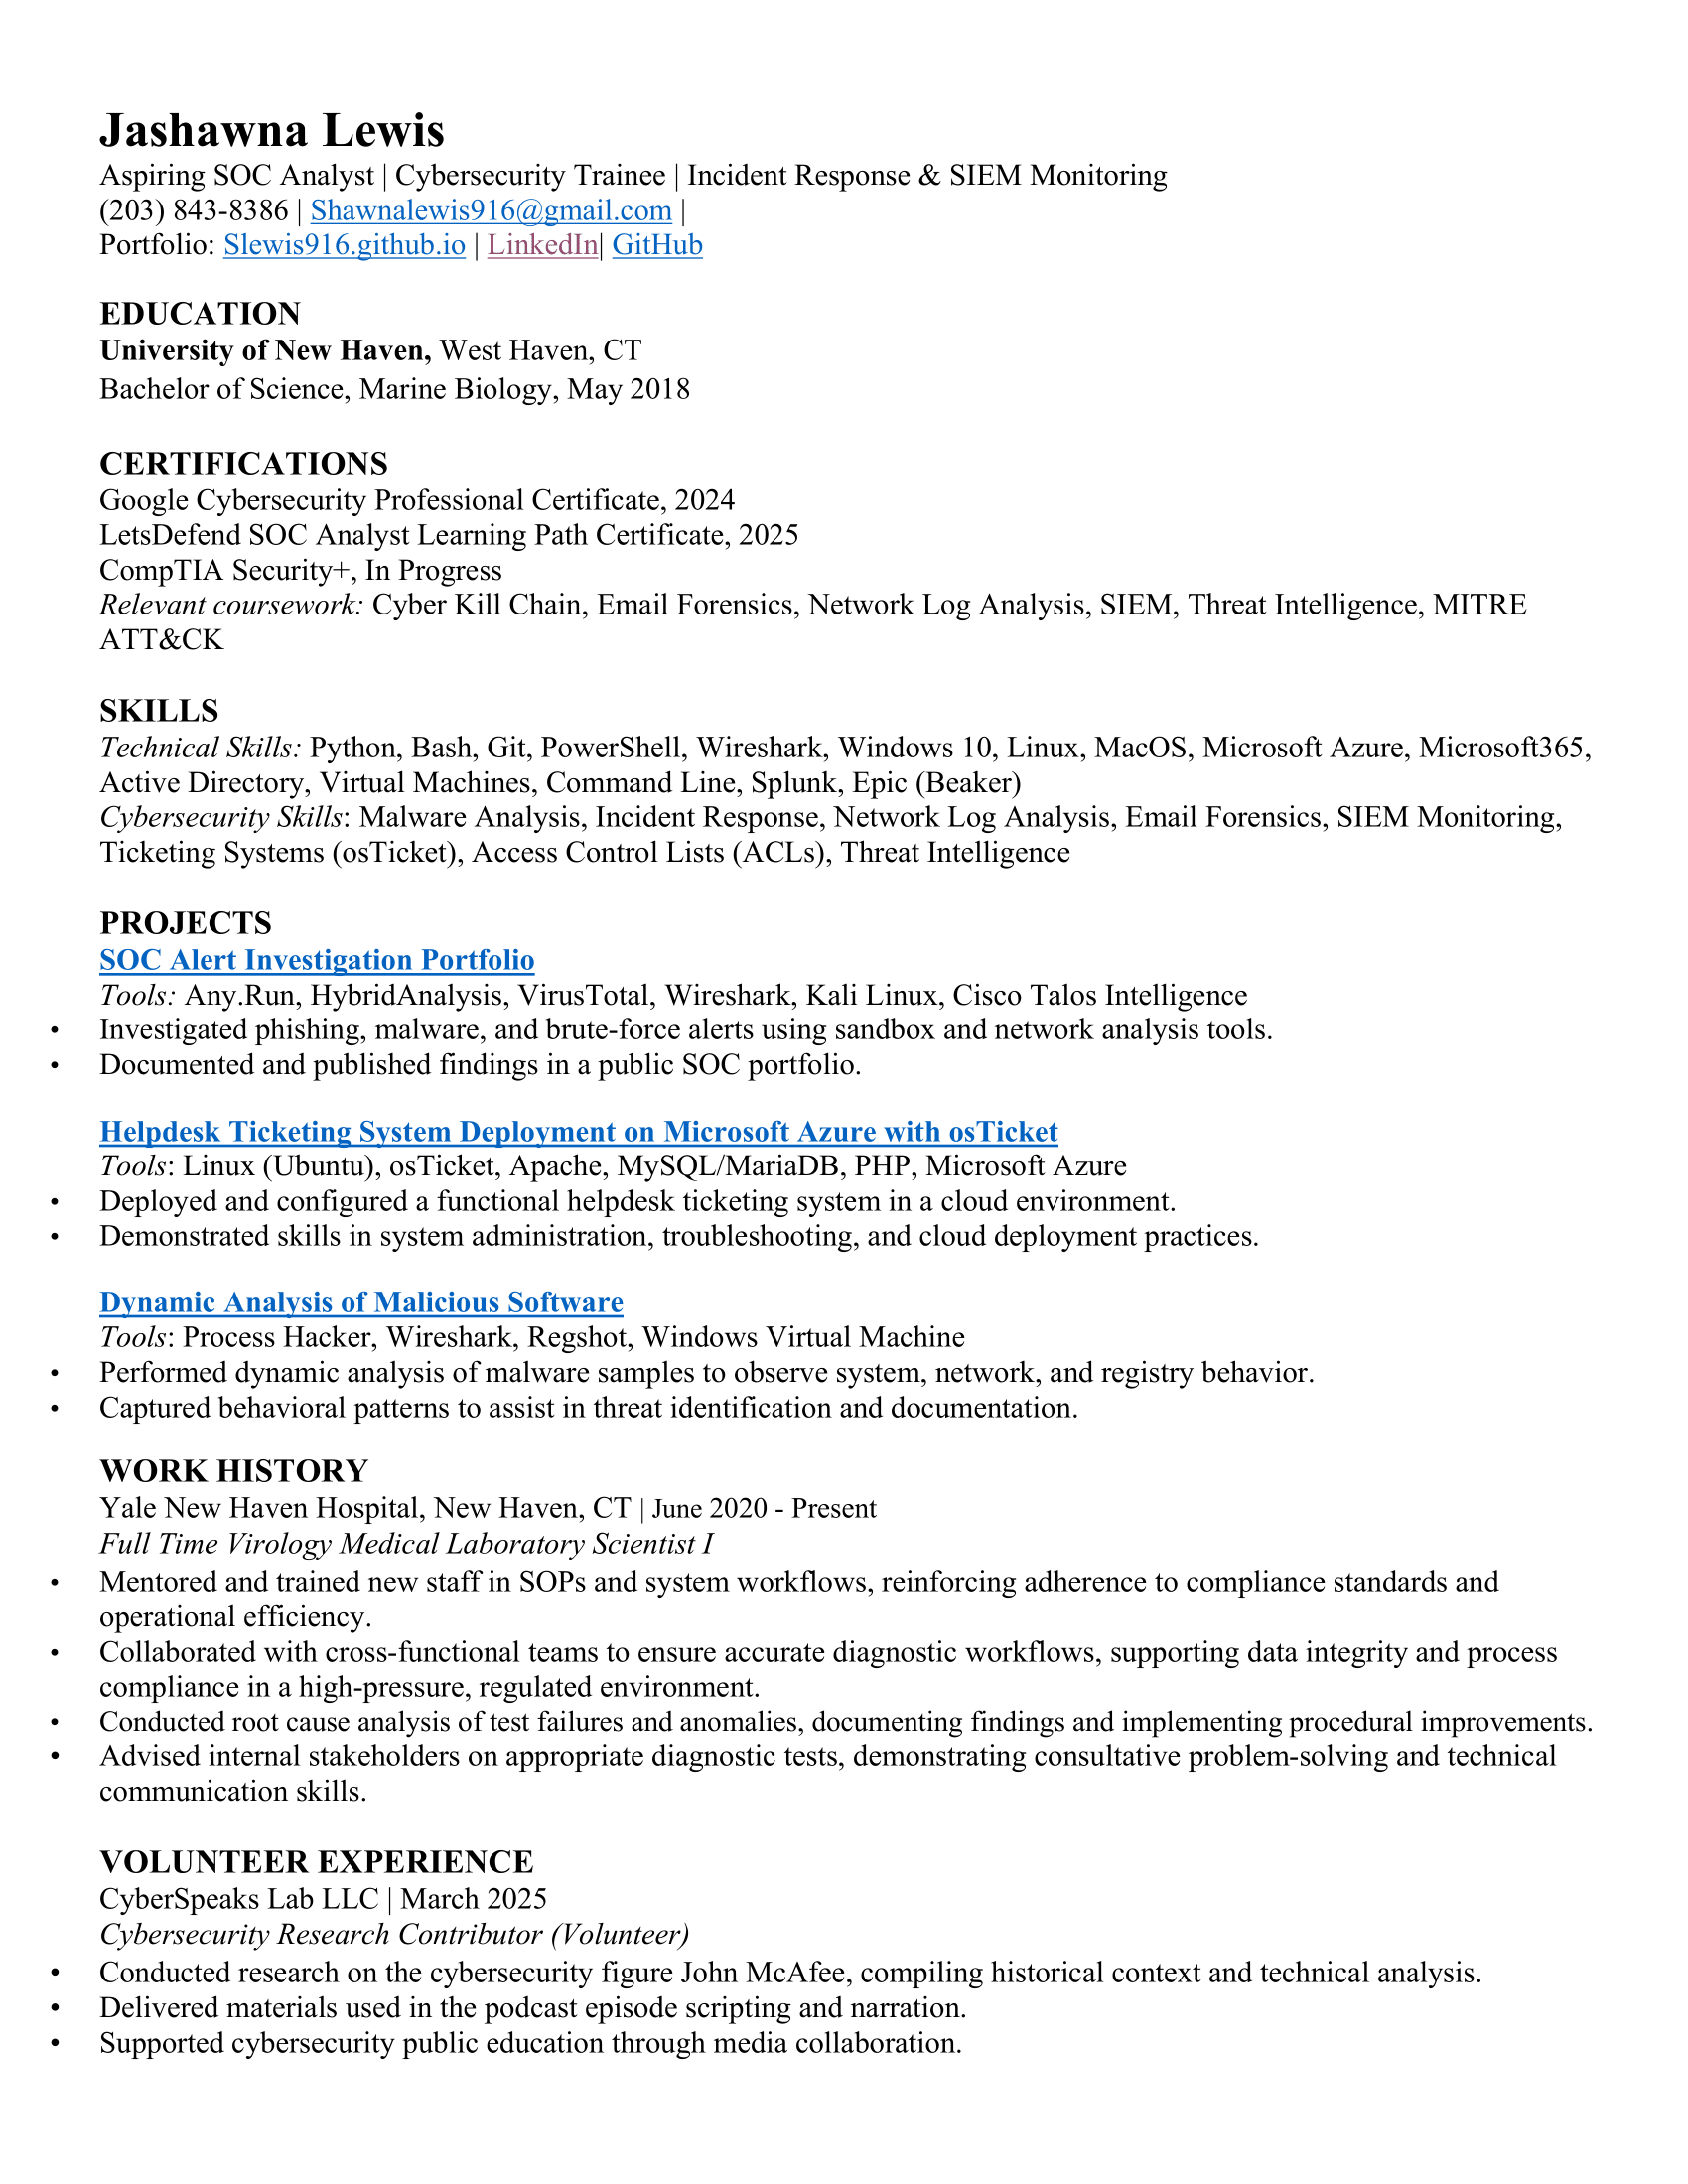 Jashawna Lewis
Aspiring SOC Analyst | Cybersecurity Trainee | Incident Response & SIEM Monitoring
(203) 843-8386 | Shawnalewis916@gmail.com |
Portfolio: Slewis916.github.io | LinkedIn| GitHub
EDUCATION
University of New Haven, West Haven, CT
Bachelor of Science, Marine Biology, May 2018
CERTIFICATIONS
Google Cybersecurity Professional Certificate, 2024
LetsDefend SOC Analyst Learning Path Certificate, 2025
CompTIA Security+, In Progress
Relevant coursework: Cyber Kill Chain, Email Forensics, Network Log Analysis, SIEM, Threat Intelligence, MITRE
ATT&CK
SKILLS
Technical Skills: Python, Bash, Git, PowerShell, Wireshark, Windows 10, Linux, MacOS, Microsoft Azure, Microsoft365,
Active Directory, Virtual Machines, Command Line, Splunk, Epic (Beaker)
Cybersecurity Skills: Malware Analysis, Incident Response, Network Log Analysis, Email Forensics, SIEM Monitoring,
Ticketing Systems (osTicket), Access Control Lists (ACLs), Threat Intelligence
PROJECTS
SOC Alert Investigation Portfolio
Tools: Any.Run, HybridAnalysis, VirusTotal, Wireshark, Kali Linux, Cisco Talos Intelligence
• Investigated phishing, malware, and brute-force alerts using sandbox and network analysis tools.
• Documented and published findings in a public SOC portfolio.
Helpdesk Ticketing System Deployment on Microsoft Azure with osTicket
Tools: Linux (Ubuntu), osTicket, Apache, MySQL/MariaDB, PHP, Microsoft Azure
• Deployed and configured a functional helpdesk ticketing system in a cloud environment.
• Demonstrated skills in system administration, troubleshooting, and cloud deployment practices.
Dynamic Analysis of Malicious Software
Tools: Process Hacker, Wireshark, Regshot, Windows Virtual Machine
• Performed dynamic analysis of malware samples to observe system, network, and registry behavior.
• Captured behavioral patterns to assist in threat identification and documentation.
WORK HISTORY
Yale New Haven Hospital, New Haven, CT | June 2020 - Present
Full Time Virology Medical Laboratory Scientist I
• Mentored and trained new staff in SOPs and system workflows, reinforcing adherence to compliance standards and
operational efficiency.
• Collaborated with cross-functional teams to ensure accurate diagnostic workflows, supporting data integrity and process
compliance in a high-pressure, regulated environment.
• Conducted root cause analysis of test failures and anomalies, documenting findings and implementing procedural improvements.
• Advised internal stakeholders on appropriate diagnostic tests, demonstrating consultative problem-solving and technical
communication skills.
VOLUNTEER EXPERIENCE
CyberSpeaks Lab LLC | March 2025
Cybersecurity Research Contributor (Volunteer)
• Conducted research on the cybersecurity figure John McAfee, compiling historical context and technical analysis.
• Delivered materials used in the podcast episode scripting and narration.
• Supported cybersecurity public education through media collaboration.